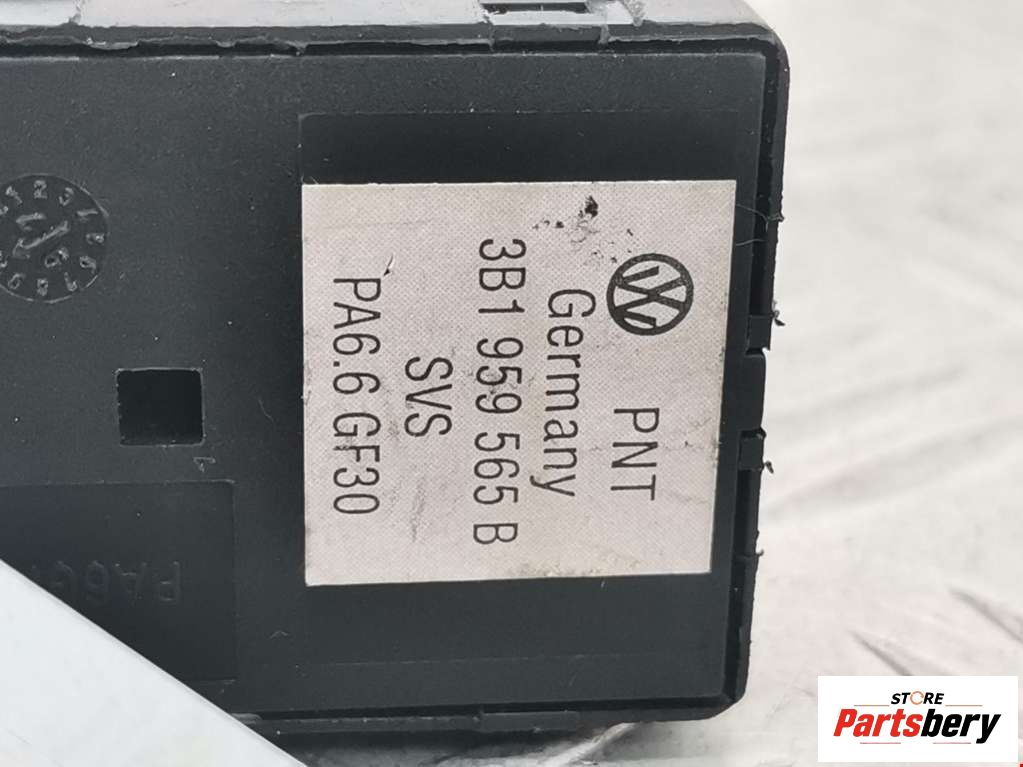 PNT
Germany
3B1 959 565 B
SVS
PA6.6 GF30
STORE
Partsbery